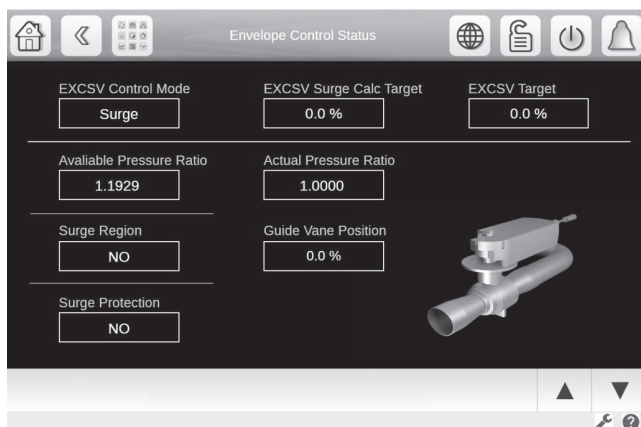 Envelope Control Status
EXCSV Control Mode
Surge
EXCSV Surge Calc Target
0.0 %
EXCSV Target
0.0 %
Avaliable Pressure Ratio
1.1929
Actual Pressure Ratio
1.0000
Surge Region
NO
Guide Vane Position
0.0 %
Surge Protection
NO